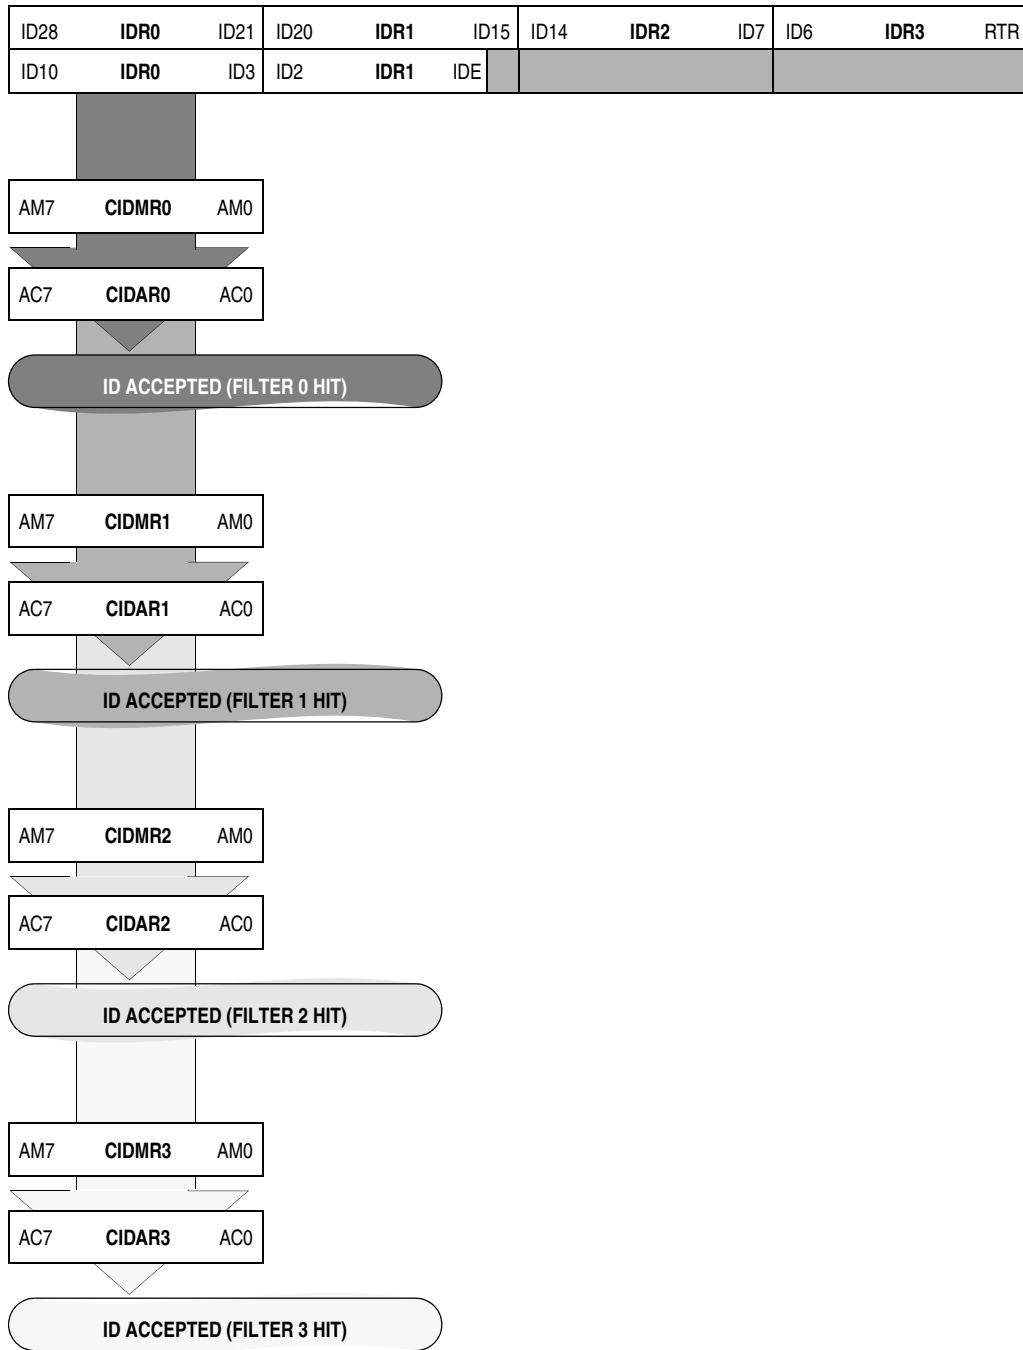 ID28 IDR0 ID21 ID20 IDR1 ID15 ID14 IDR2 ID7 ID6 IDR3 RTR
ID10 IDR0 ID3 ID2 IDR1 IDE
AM7 CIDMR0 AM0
AC7 CIDAR0 AC0
ID ACCEPTED (FILTER 0 HIT)
AM7 CIDMR1 AM0
AC7 CIDAR1 AC0
ID ACCEPTED (FILTER 1 HIT)
AM7 CIDMR2 AM0
AC7 CIDAR2 AC0
ID ACCEPTED (FILTER 2 HIT)
AM7 CIDMR3 AM0
AC7 CIDAR3 AC0
ID ACCEPTED (FILTER 3 HIT)